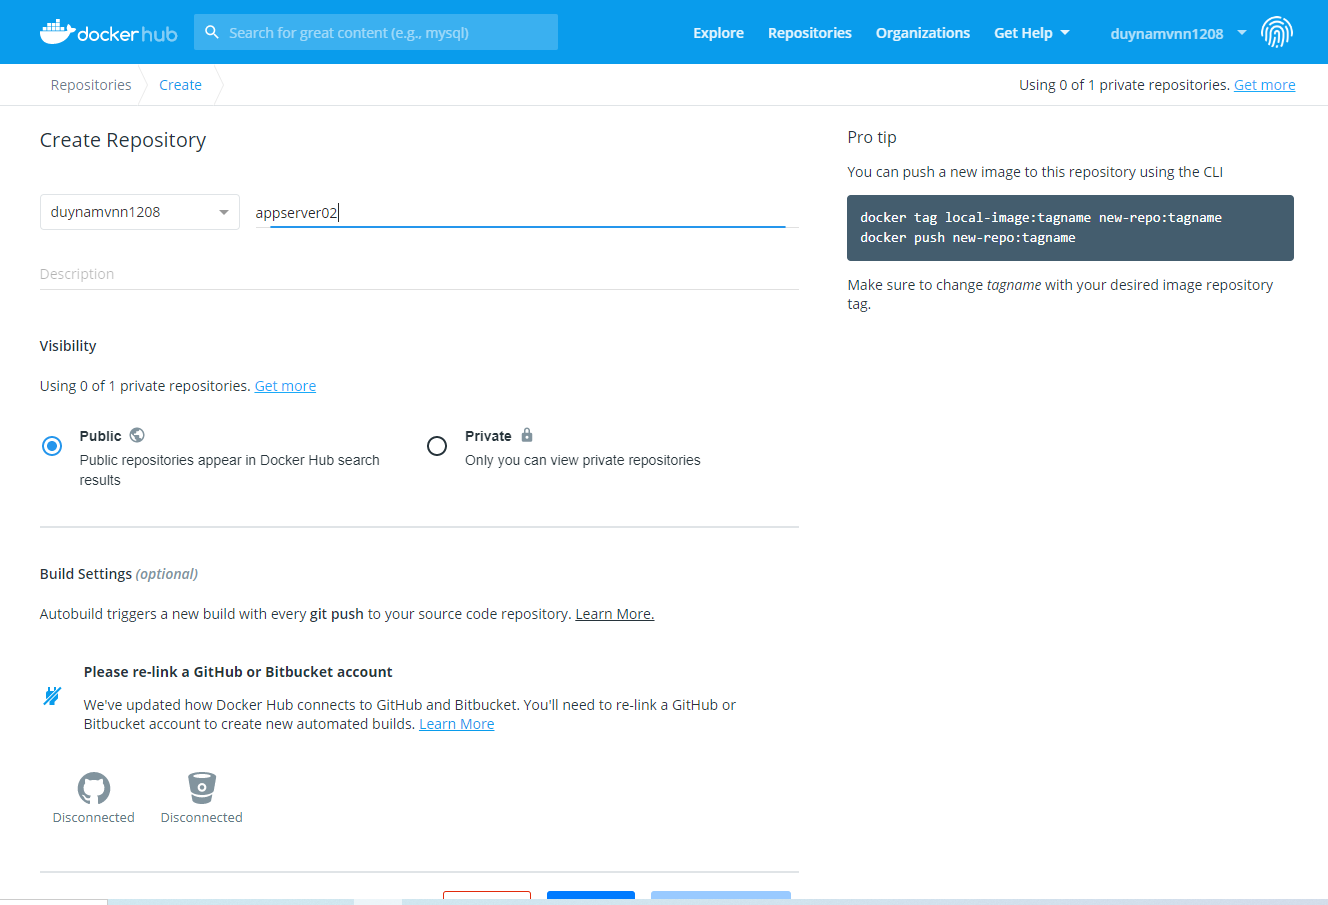 docker hub
Search for great content (e.g., mysql)
Explore
Repositories
Organizations
Get Help
duynamvnn1208
Repositories
Create
Using 0 of 1 private repositories. Get more
Create Repository
duynamvnn1208
appserver02
Description
Visibility
Using 0 of 1 private repositories. Get more
Public
Public repositories appear in Docker Hub search
results
Private
Only you can view private repositories
Build Settings (optional)
Autobuild triggers a new build with every git push to your source code repository. Learn More.
Please re-link a GitHub or Bitbucket account
We've updated how Docker Hub connects to GitHub and Bitbucket. You'll need to re-link a GitHub or
Bitbucket account to create new automated builds. Learn More
Disconnected
Disconnected
Pro tip
You can push a new image to this repository using the CLI
docker tag local-image:tagname new-repo:tagname
docker push new-repo:tagname
Make sure to change tagname with your desired image repository
tag.